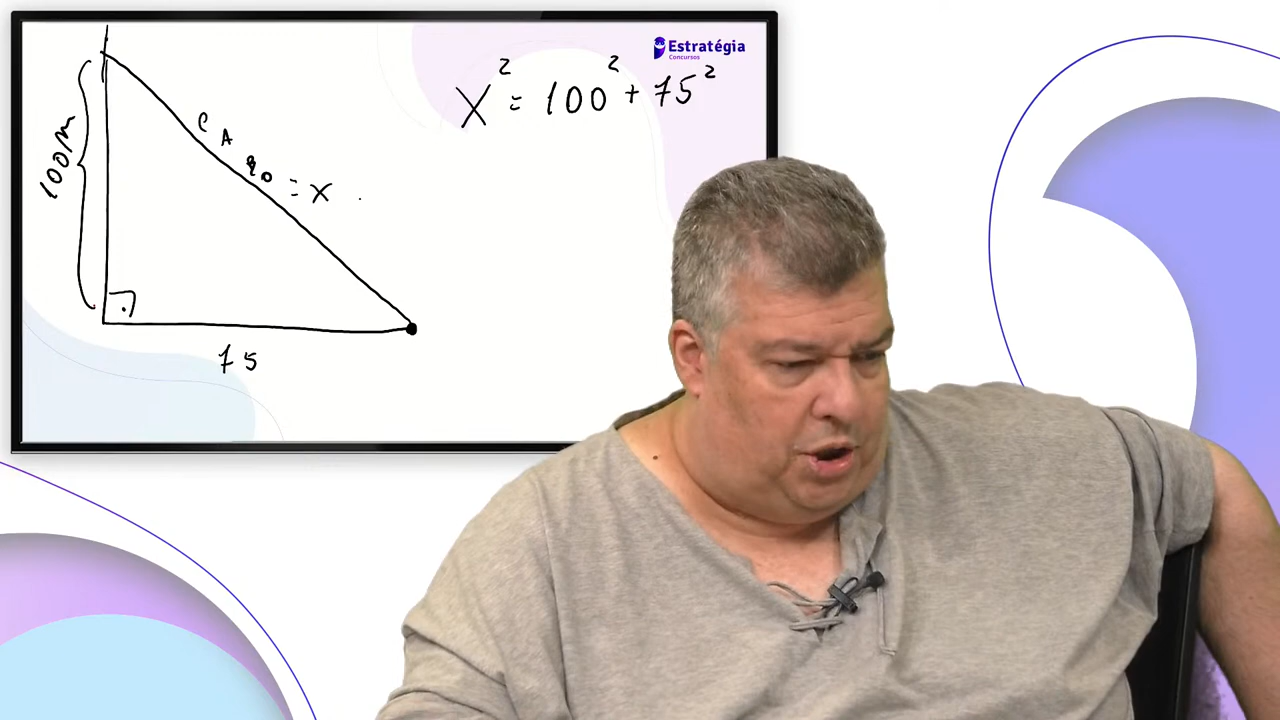 Estratégia
Concursos
X² = 100² + 75²
100m
CABO = X
75